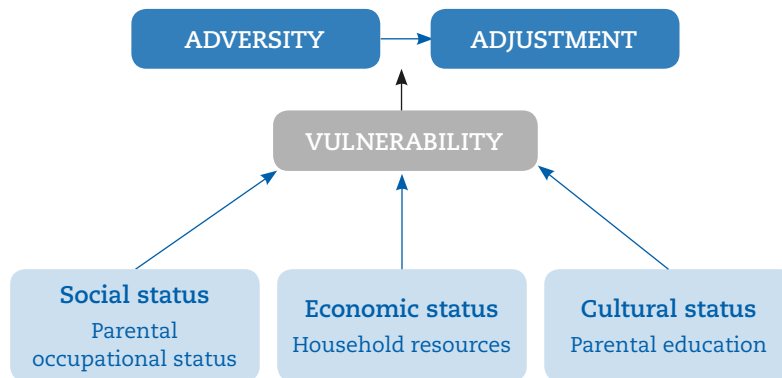 ADVERSITY
ADJUSTMENT
VULNERABILITY
Social status
Parental
occupational status
Economic status
Household resources
Cultural status
Parental education